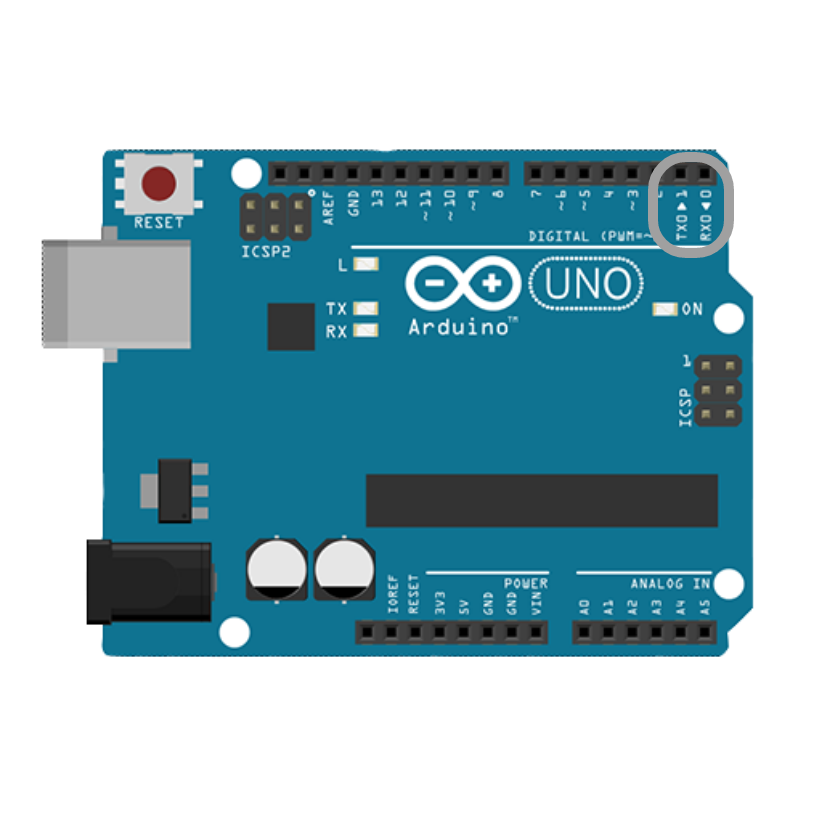 RESET
ICSP2
AREF
GND
13
12
~11
~10
~9
8
7
~6
~5
4
~3
TX0▶1
RX0◀0
DIGITAL (PWM=~
L
TX
RX
Arduino™
UNO
ON
1
ICSP
IOREF
RESET
3V3
5V
GND
GND
VIN
POWER
A0
A1
A2
A3
A4
A5
ANALOG IN